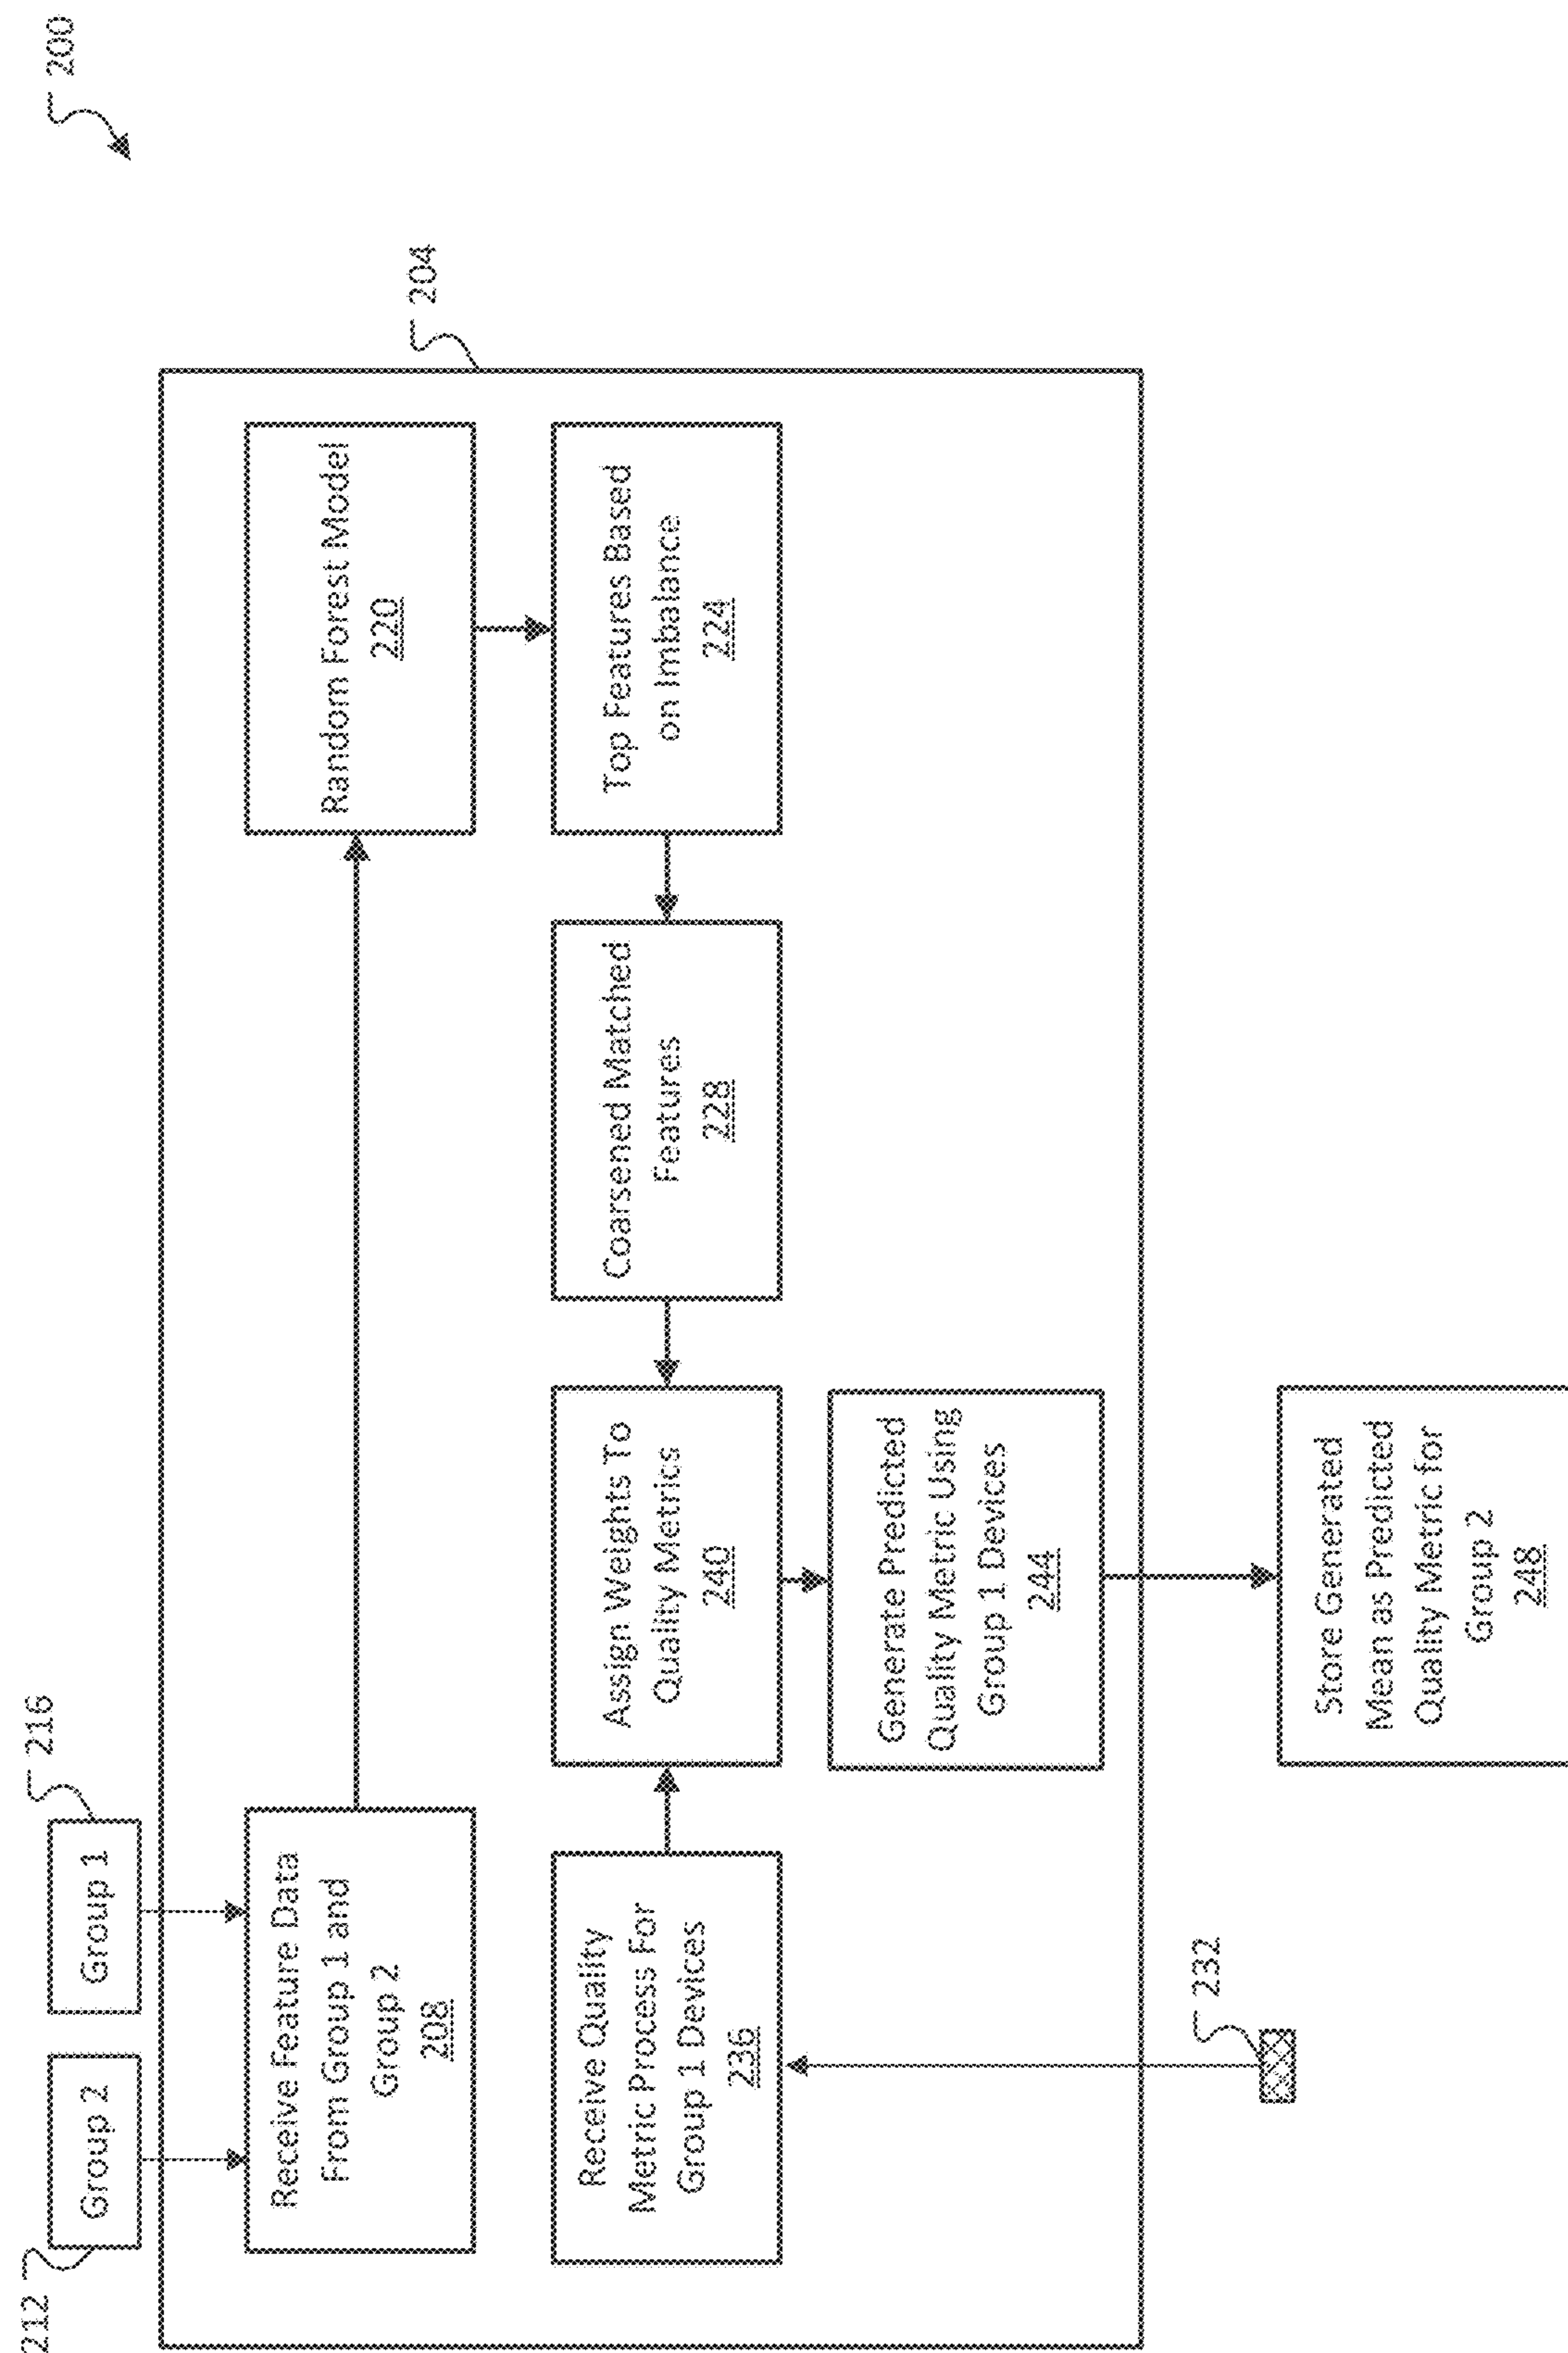 200
204
212
Group 2
Group 1
216
Receive Feature Data
From Group 1 and
Group 2
208
Random Forest Model
220
Receive Quality
Metric Process For
Group 1 Devices
236
Assign Weights To
Quality Metrics
240
Coarsened Matched
Features
228
Top Features Based
on Imbalance
224
Generate Predicted
Quality Metric Using
Group 1 Devices
244
232
Store Generated
Mean as Predicted
Quality Metric for
Group 2
248